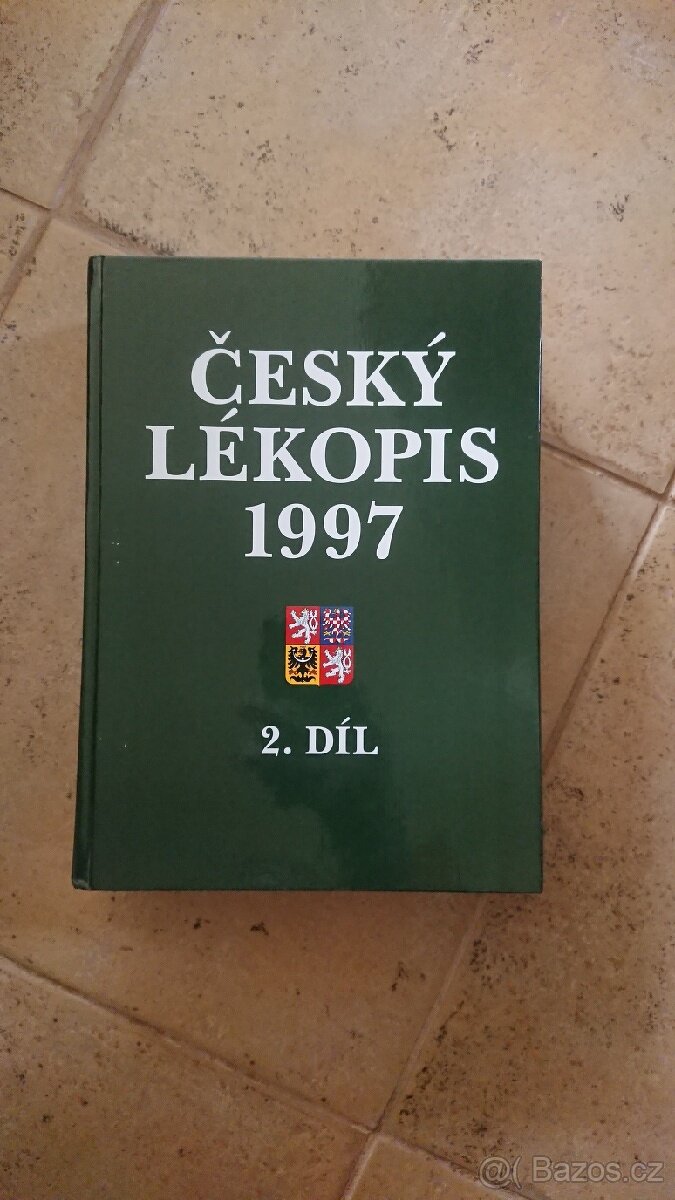 ČESKÝ
LÉKOPIS
1997
2. DÍL
@( Bazos.cz